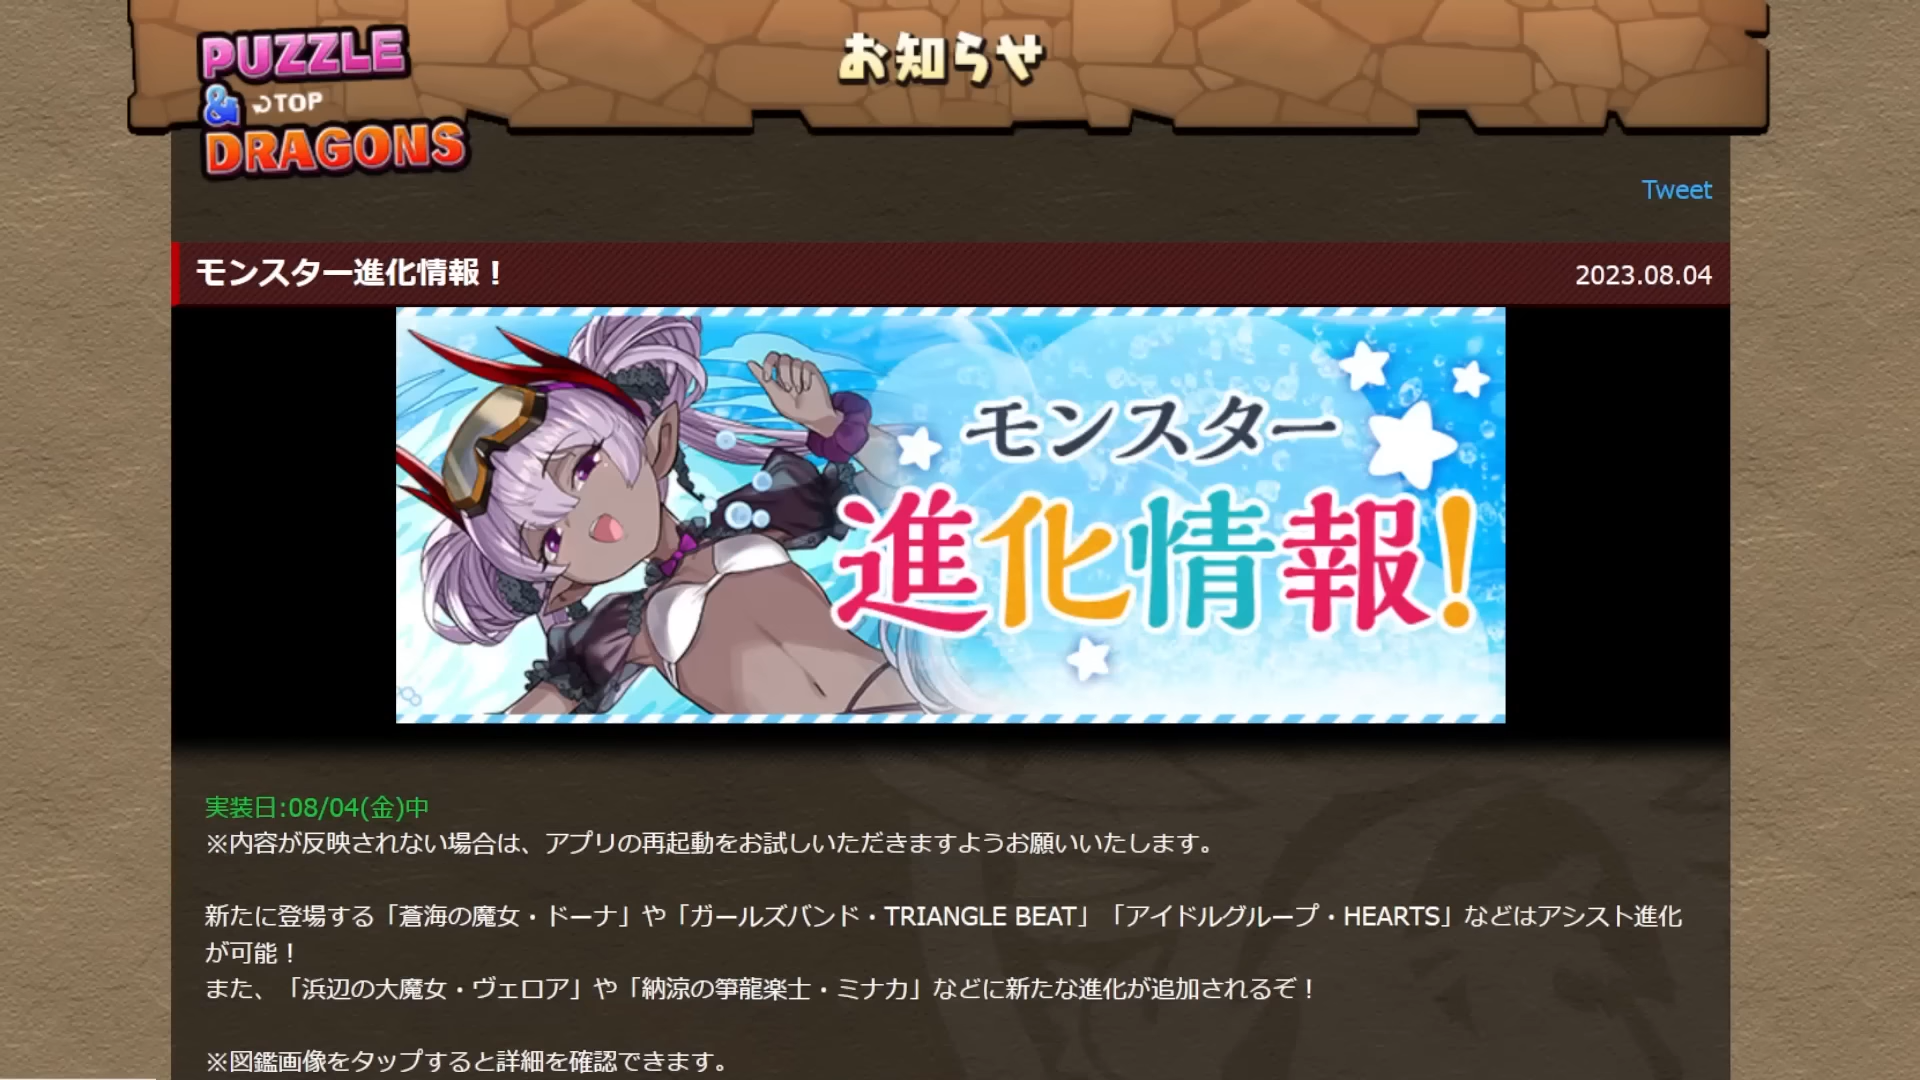 PUZZLE
& TOP
DRAGONS
お知らせ
Tweet
モンスター進化情報！
2023.08.04
モンスター
進化情報!
実装日:08/04(金)中
※内容が反映されない場合は、アプリの再起動をお試しいただきますようお願いいたします。
新たに登場する「蒼海の魔女・ドーナ」や「ガールズバンド・TRIANGLE BEAT」「アイドルグループ・HEARTS」などはアシスト進化
が可能！
また、「浜辺の大魔女・ヴェロア」や「納涼の箏龍楽士・ミナカ」などに新たな進化が追加されるぞ！
※図鑑画像をタップすると詳細を確認できます。